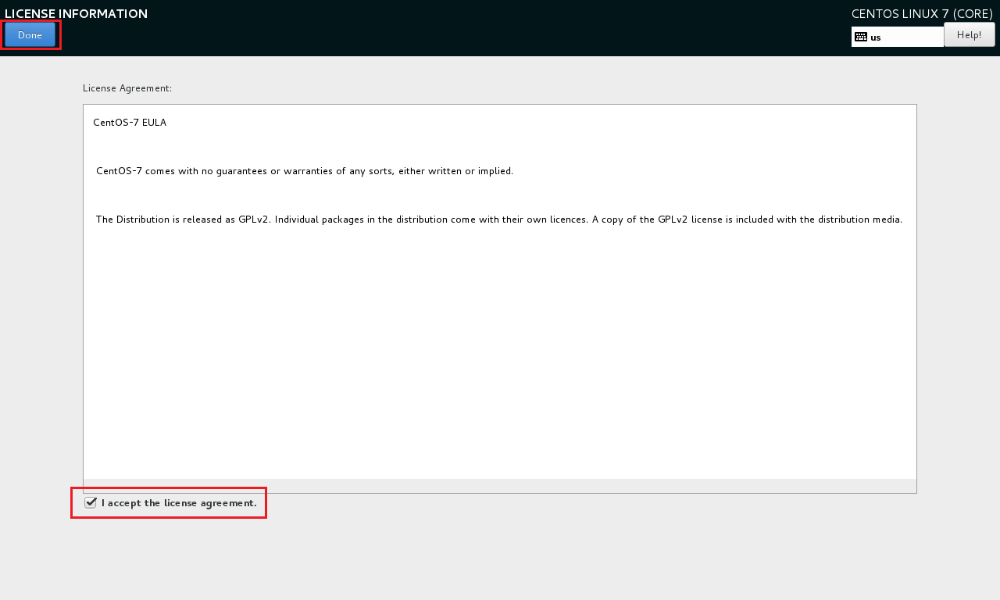 LICENSE INFORMATION
CENTOS LINUX 7 (CORE)
Done
us
Help!
License Agreement:
CentOS-7 EULA
CentOS-7 comes with no guarantees or warranties of any sorts, either written or implied.
The Distribution is released as GPLv2. Individual packages in the distribution come with their own licences. A copy of the GPLv2 license is included with the distribution media.
I accept the license agreement.